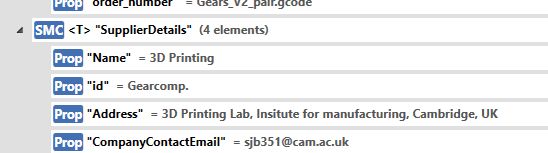 Prop "order_number" = Gears_V2_pair.gcode
SMC <T> "SupplierDetails" (4 elements)
Prop "Name" = 3D Printing
Prop "id" = Gearcomp.
Prop "Address" = 3D Printing Lab, Insitute for manufacturing, Cambridge, UK
Prop "CompanyContactEmail" = sjb351@cam.ac.uk